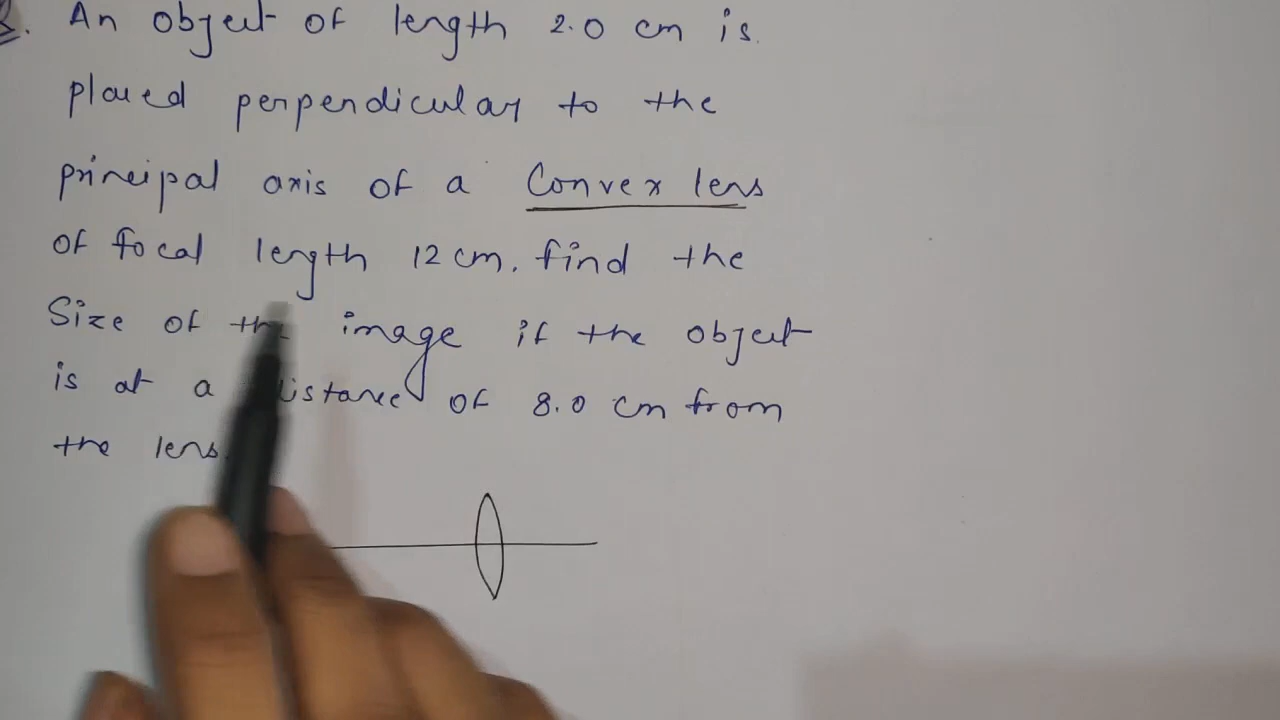 An object of length 2.0 cm is.
placed perpendicular to the
principal axis of a Convex lens
of focal length 12 cm. find the
Size of the image if the object
is at a distance of 8.0 cm from
the lens.